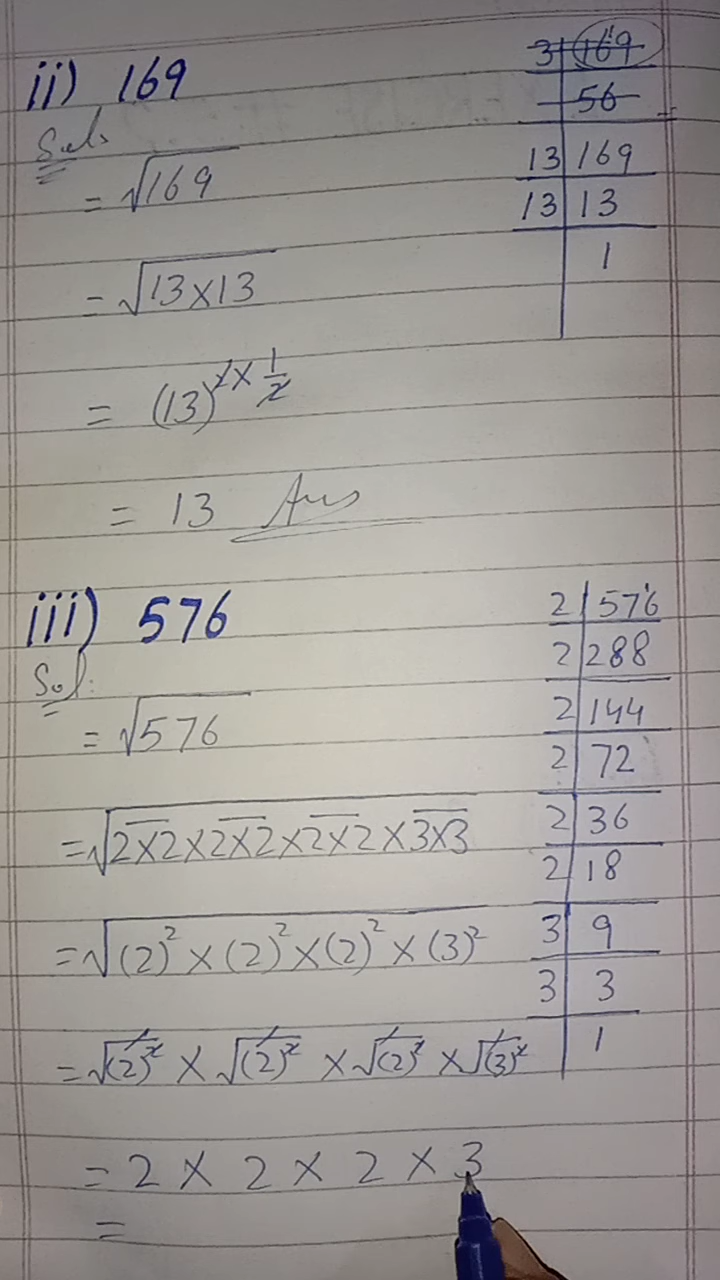 ii) 169
Sol.
= √169
= √13×13
= (13)^2×1/2
= 13 Ans
3 | 169
56
13 | 169
13 | 13
1
iii) 576
Sol:
= √576
= √2×2×2×2×2×2×3×3
= √(2)²×(2)²×(2)²×(3)²
= √(2)² × √(2)² × √(2)² × √(3)²
= 2 × 2 × 2 × 3
=
2 | 576
2 | 288
2 | 144
2 | 72
2 | 36
2 | 18
3 | 9
3 | 3
1